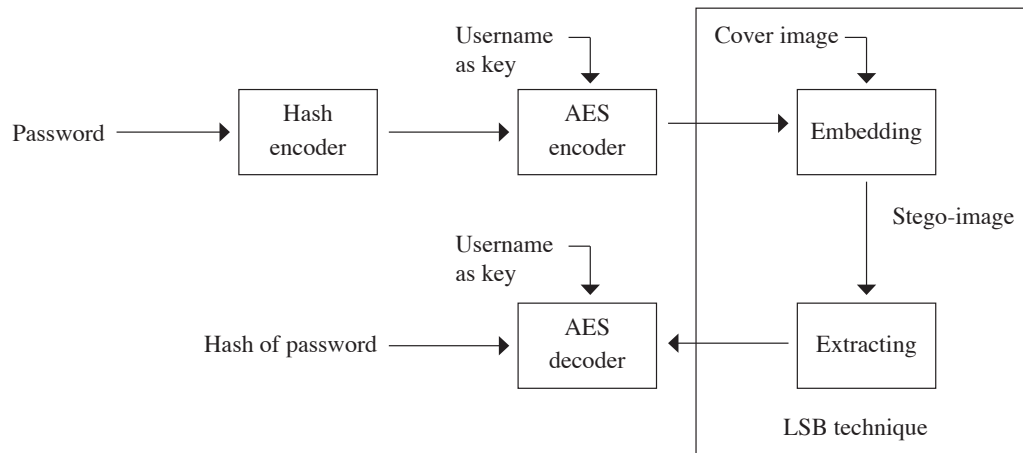 Username
as key
Cover image
Password
Hash
encoder
AES
encoder
Embedding
Stego-image
Username
as key
Hash of password
AES
decoder
Extracting
LSB technique